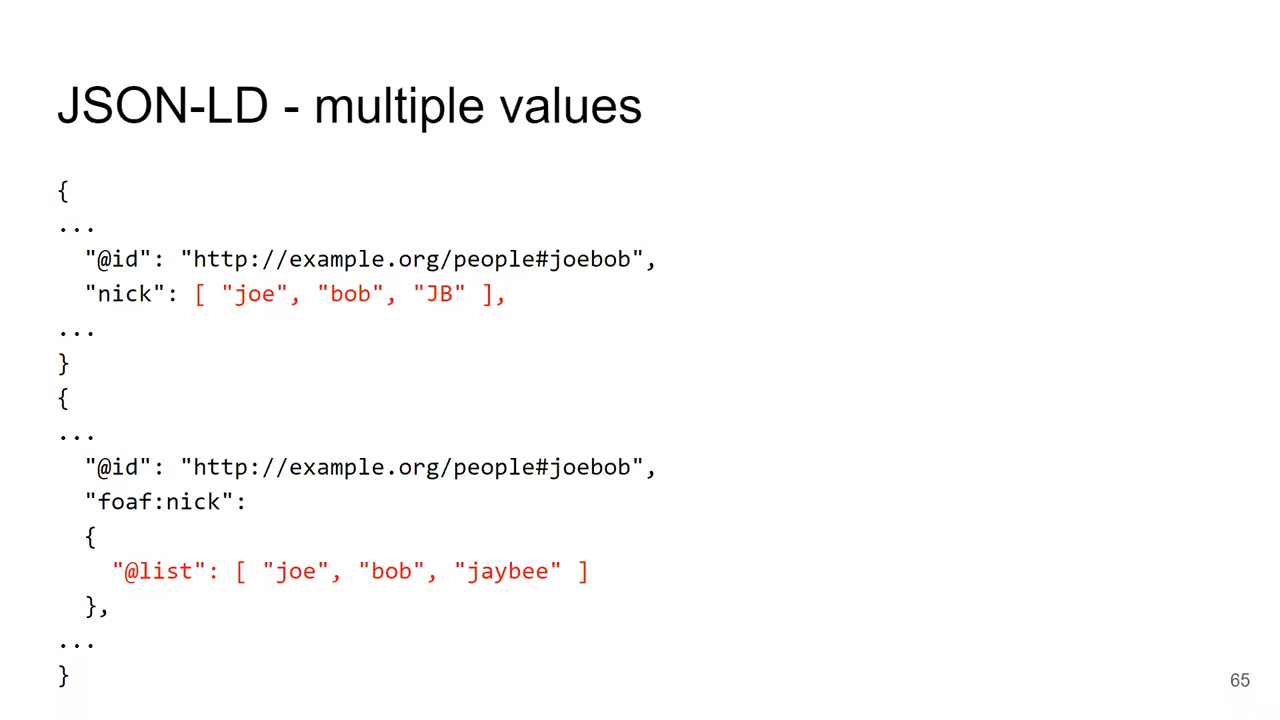 JSON-LD - multiple values
{
...
"@id": "http://example.org/people#joebob",
"nick": [ "joe", "bob", "JB" ],
...
}
{
...
"@id": "http://example.org/people#joebob",
"foaf:nick":
{
"@list": [ "joe", "bob", "jaybee" ]
},
...
}
65